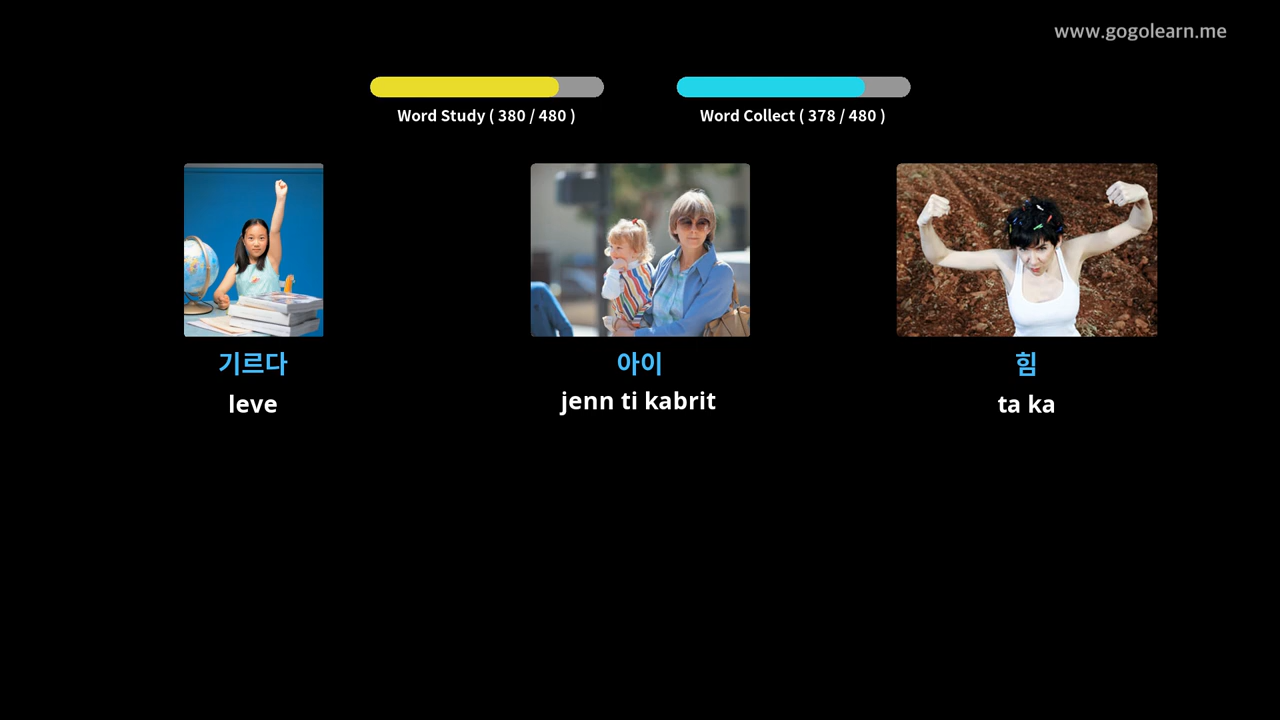 www.gogolearn.me
Word Study ( 380 / 480 )
Word Collect ( 378 / 480 )
기르다
leve
아이
jenn ti kabrit
힘
ta ka